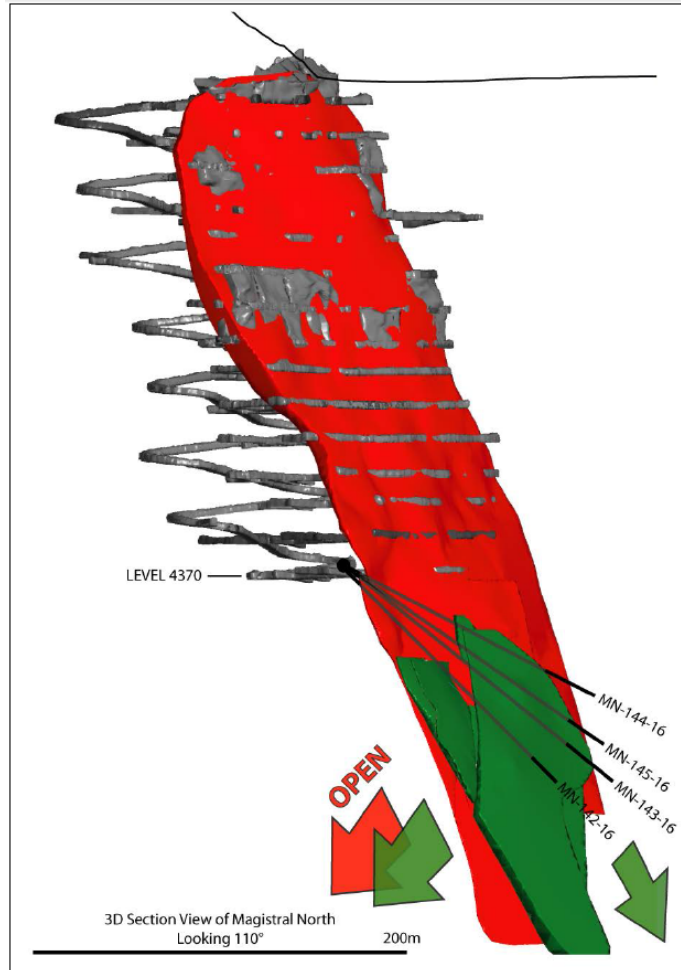 LEVEL 4370
MN-144-16
MN-145-16
MN-143-16
MN-142-16
OPEN
3D Section View of Magistral North
Looking 110°
200m